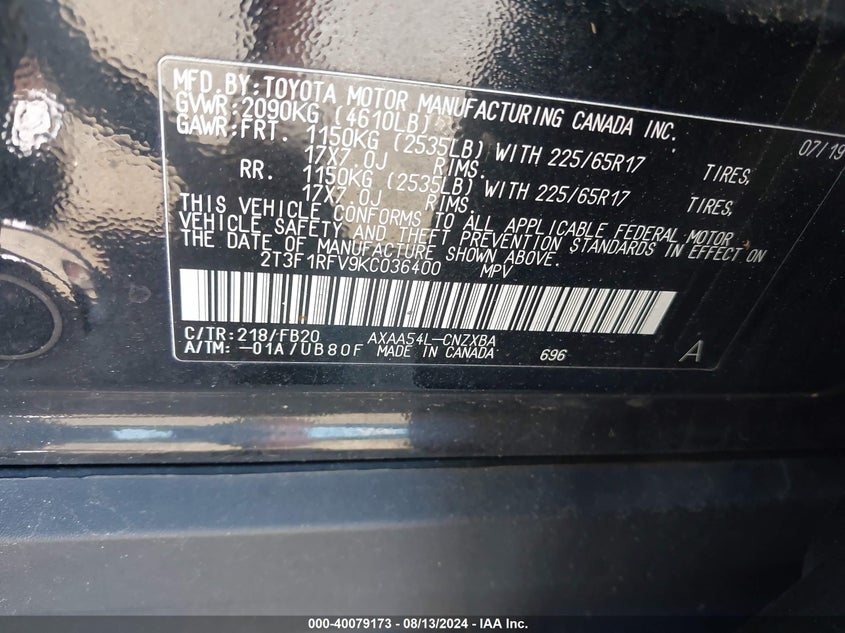 MFD.BY:TOYOTA MOTOR MANUFACTURING CANADA INC. 07/19
GVWR:2090KG (4610LB)
GAWR:FRT. 1150KG (2535LB) WITH 225/65R17 TIRES,
17X7.0J RIMS.
RR. 1150KG (2535LB) WITH 225/65R17 TIRES,
17X7.0J RIMS.
THIS VEHICLE CONFORMS TO ALL APPLICABLE FEDERAL MOTOR
VEHICLE SAFETY AND THEFT PREVENTION STANDARDS IN EFFECT ON
THE DATE OF MANUFACTURE SHOWN ABOVE.
2T3F1RFV9KC036400 MPV
C/TR:218/FB20 AXAA54L-CNZXBA
A/TM:-01A/UB80F MADE IN CANADA 696 A
000-40079173 - 08/13/2024 - IAA Inc.